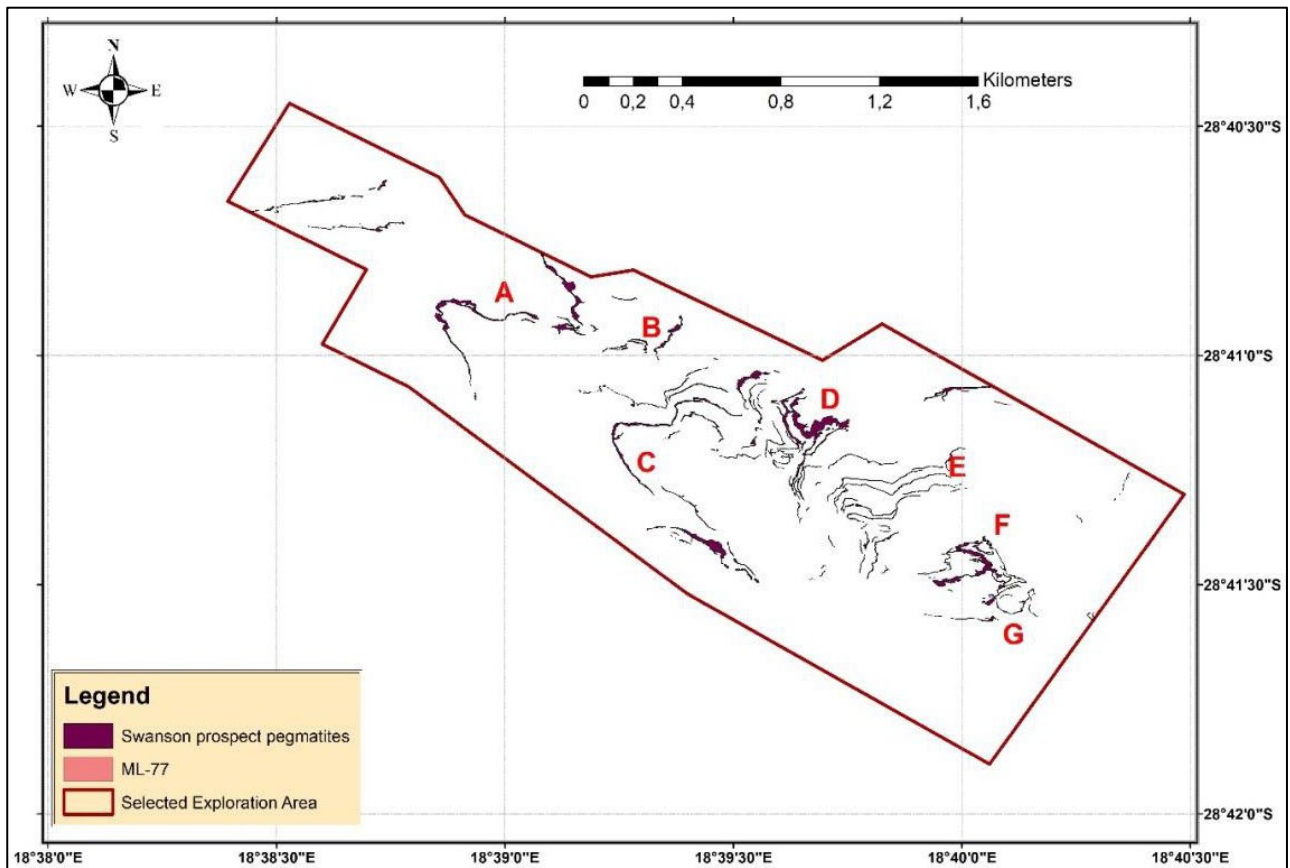 N
W E
S
Kilometers
0 0,2 0,4 0,8 1,2 1,6
28°40'30"S
A
B
28°41'0"S
D
C
E
F
28°41'30"S
G
Legend
Swanson prospect pegmatites
ML-77
Selected Exploration Area
28°42'0"S
18°38'0"E 18°38'30"E 18°39'0"E 18°39'30"E 18°40'0"E 18°40'30"E